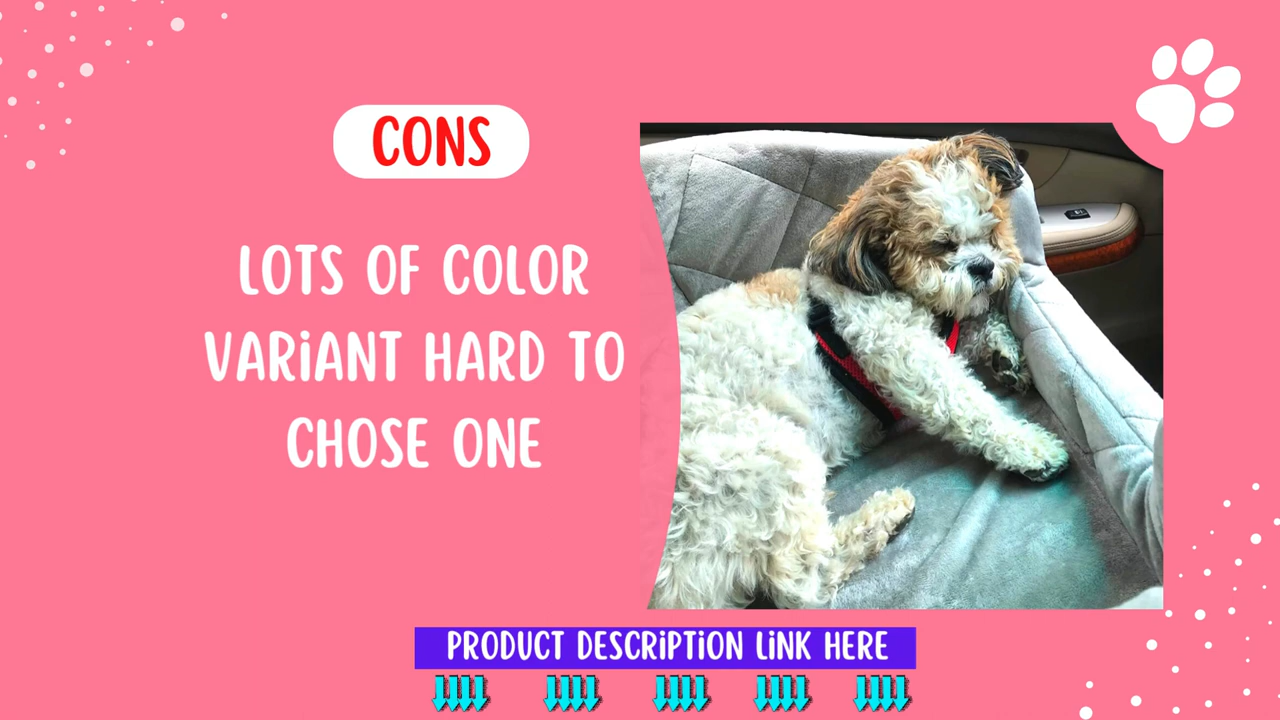 CONS
LOTS OF COLOR
VARiANT HARD TO
CHOSE ONE
PRODUCT DESCRiPTiON LiNK HERE